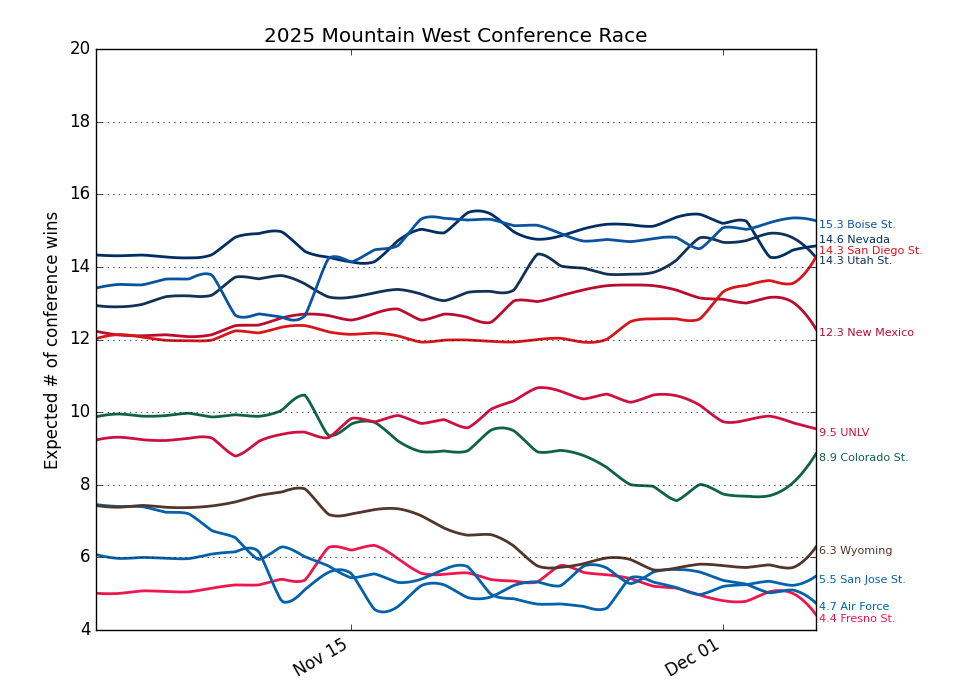 2025 Mountain West Conference Race
Expected # of conference wins
20
18
16
14
12
10
8
6
4
Nov 15
Dec 01
15.3 Boise St.
14.6 Nevada
14.3 San Diego St.
14.3 Utah St.
12.3 New Mexico
9.5 UNLV
8.9 Colorado St.
6.3 Wyoming
5.5 San Jose St.
4.7 Air Force
4.4 Fresno St.